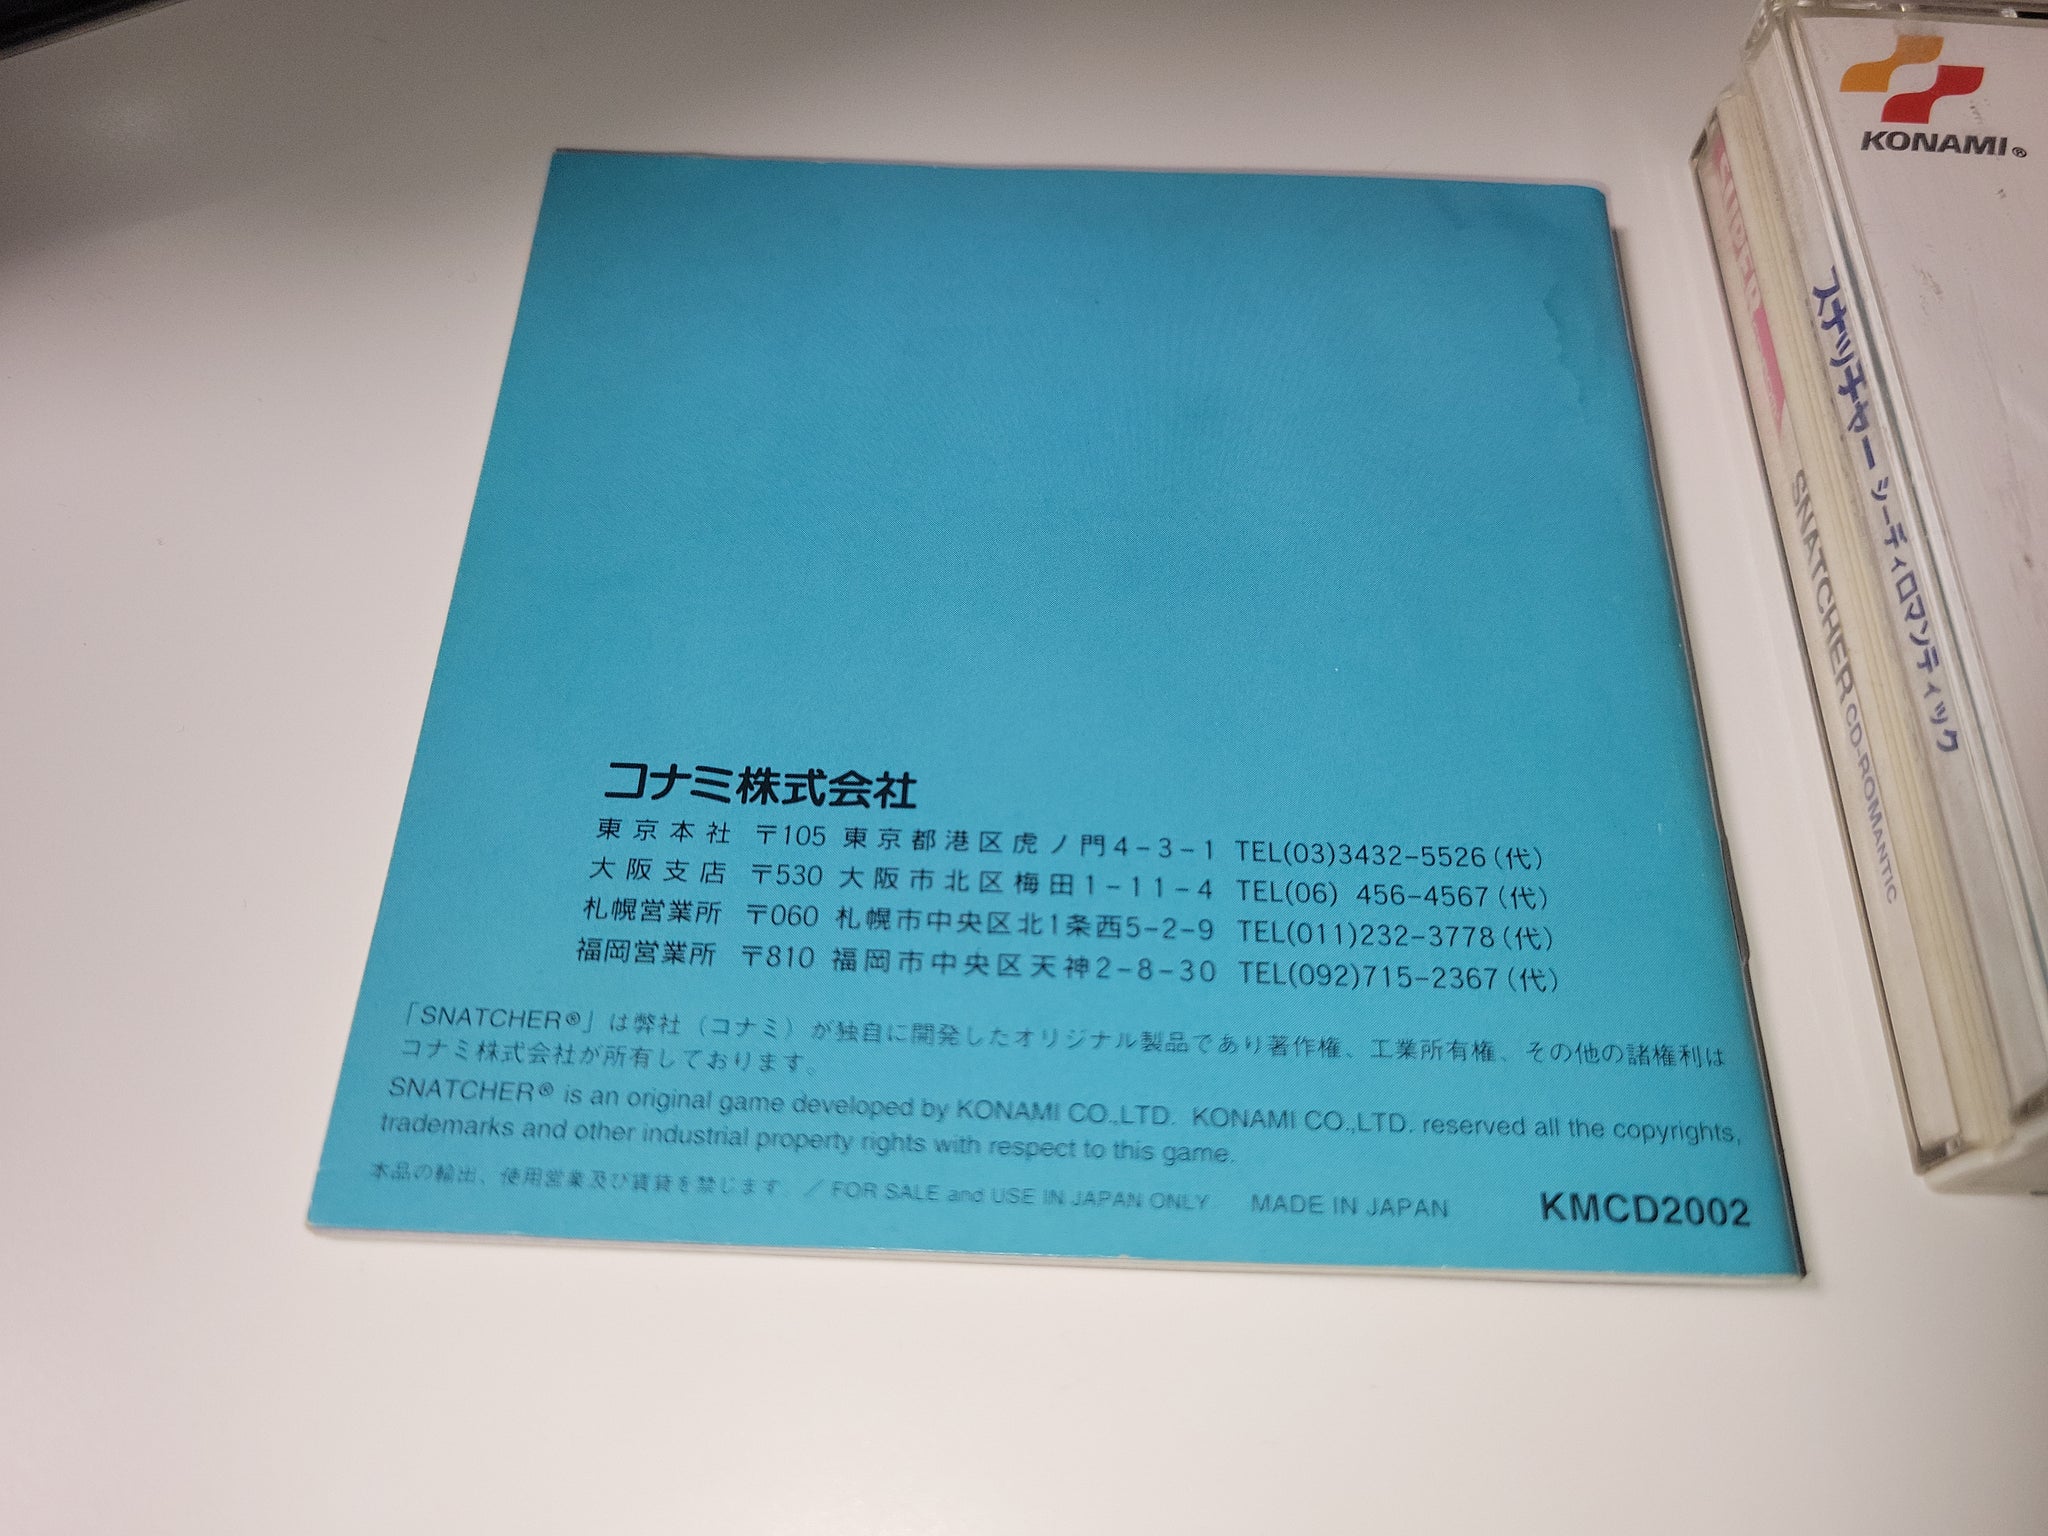 コナミ株式会社
東京本社 〒105 東京都港区虎ノ門4-3-1 TEL(03)3432-5526(代)
大阪支店 〒530 大阪市北区梅田1-11-4 TEL(06) 456-4567(代)
札幌営業所 〒060 札幌市中央区北1条西5-2-9 TEL(011)232-3778(代)
福岡営業所 〒810 福岡市中央区天神2-8-30 TEL(092)715-2367(代)
「SNATCHER®」は弊社(コナミ)が独自に開発したオリジナル製品であり著作権、工業所有権、その他の諸権利は
コナミ株式会社が所有しております。
SNATCHER® is an original game developed by KONAMI CO.,LTD. KONAMI CO.,LTD. reserved all the copyrights,
trademarks and other industrial property rights with respect to this game.
本品の輸出、使用営業及び賃貸を禁じます。/FOR SALE and USE IN JAPAN ONLY MADE IN JAPAN KMCD2002
KONAMI®
スナッチャー シーディロマンティック
SUPER
SNATCHER CD-ROMANTIC